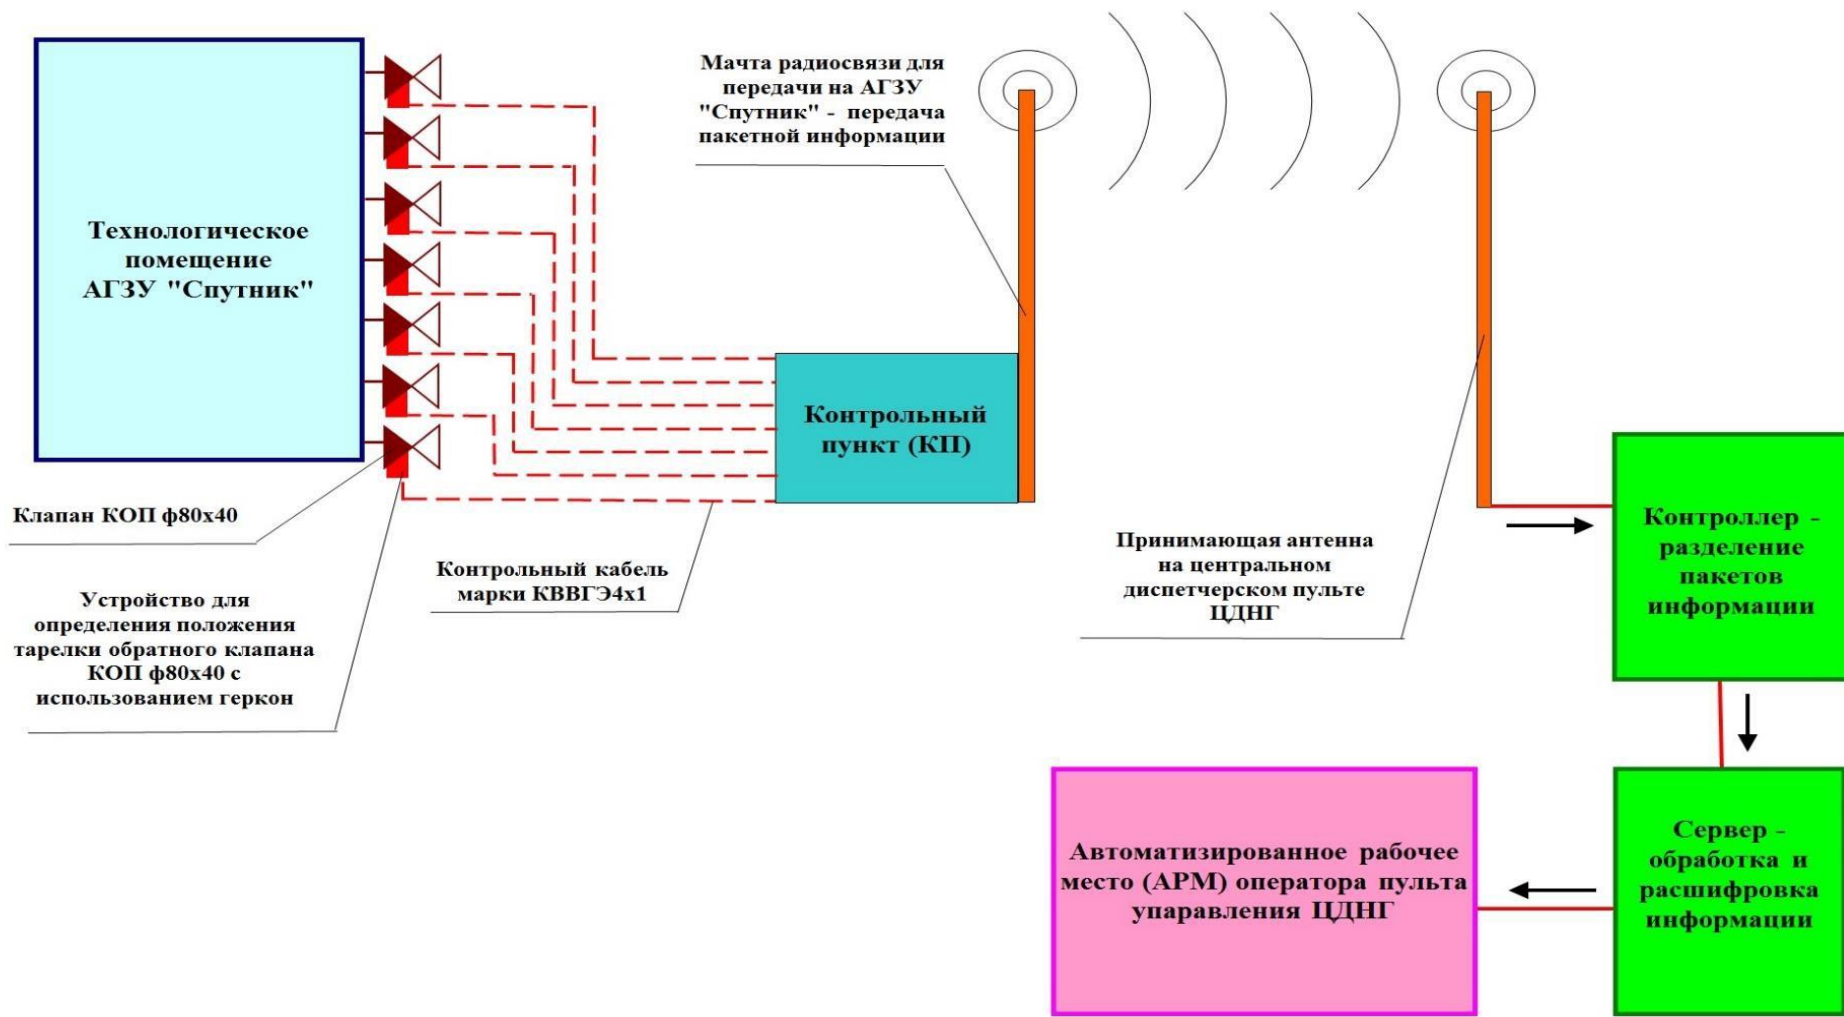 Технологическое
помещение
АГЗУ "Спутник"
Мачта радиосвязи для
передачи на АГЗУ
"Спутник" - передача
пакетной информации
Контрольный
пункт (КП)
Клапан КОП ф80х40
Устройство для
определения положения
тарелки обратного клапана
КОП ф80х40 с
использованием геркон
Контрольный кабель
марки КВВГЭ4х1
Принимающая антенна
на центральном
диспетчерском пульте
ЦДНГ
Контроллер -
разделение
пакетов
информации
Сервер -
обработка и
расшифровка
информации
Автоматизированное рабочее
место (АРМ) оператора пульта
упаравления ЦДНГ